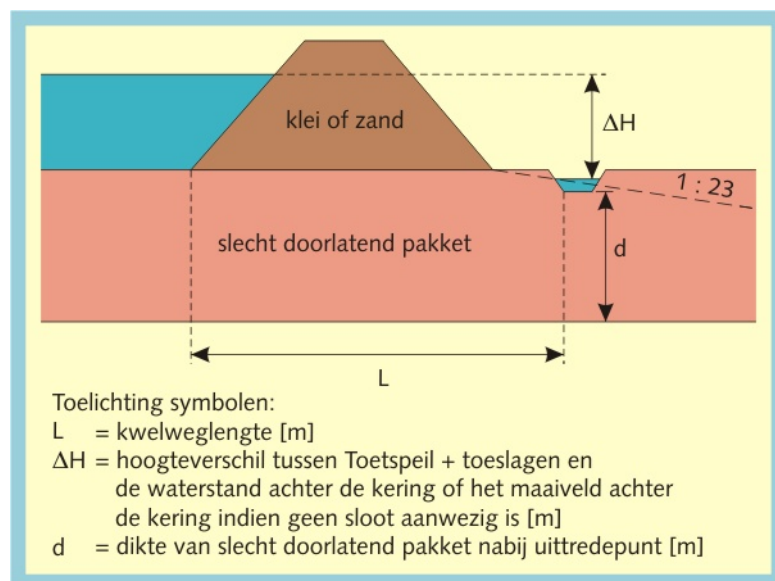 klei of zand
ΔH
1 : 23
slecht doorlatend pakket
d
L
Toelichting symbolen:
L = kwelweglengte [m]
ΔH = hoogteverschil tussen Toetspeil + toeslagen en
de waterstand achter de kering of het maaiveld achter
de kering indien geen sloot aanwezig is [m]
d = dikte van slecht doorlatend pakket nabij uittredepunt [m]